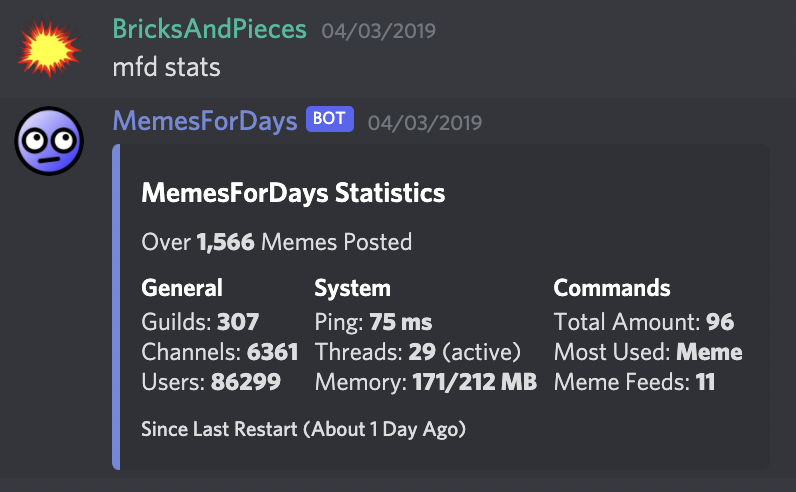 BricksAndPieces 04/03/2019
mfd stats
MemesForDays BOT 04/03/2019
MemesForDays Statistics
Over 1,566 Memes Posted
General System Commands
Guilds: 307 Ping: 75 ms Total Amount: 96
Channels: 6361 Threads: 29 (active) Most Used: Meme
Users: 86299 Memory: 171/212 MB Meme Feeds: 11
Since Last Restart (About 1 Day Ago)